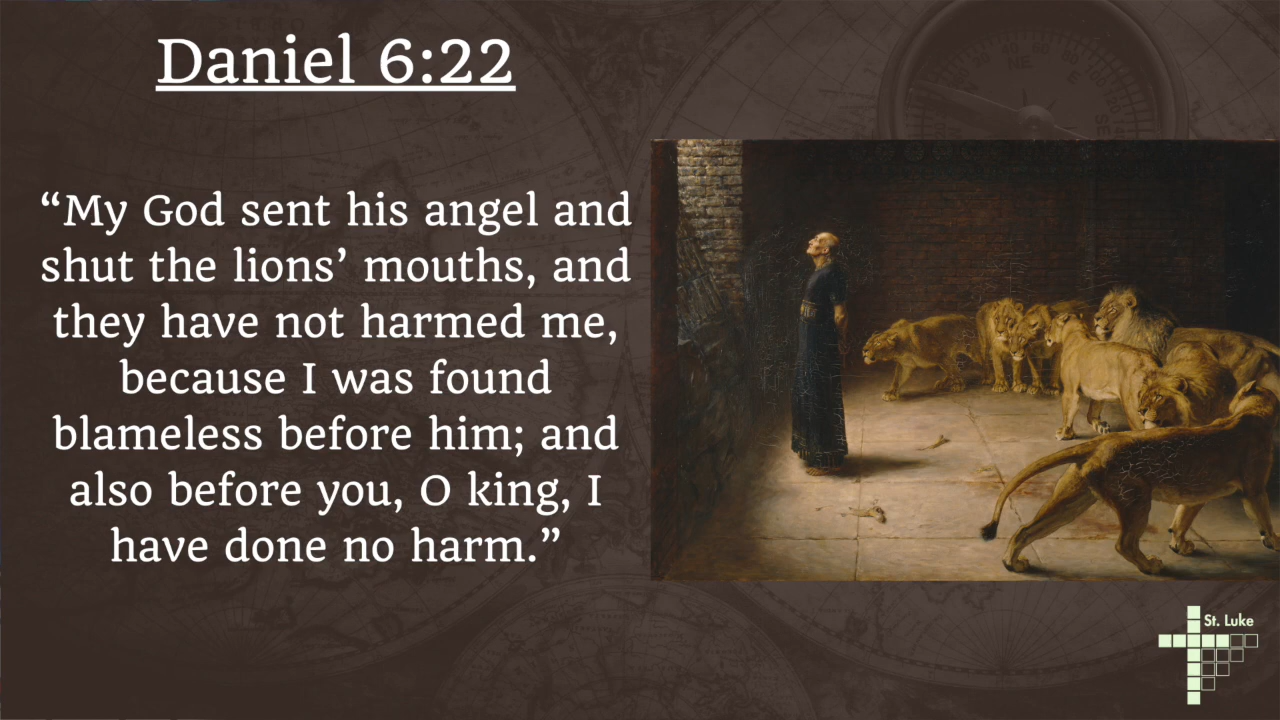 Daniel 6:22
“My God sent his angel and
shut the lions’ mouths, and
they have not harmed me,
because I was found
blameless before him; and
also before you, O king, I
have done no harm.”
St. Luke